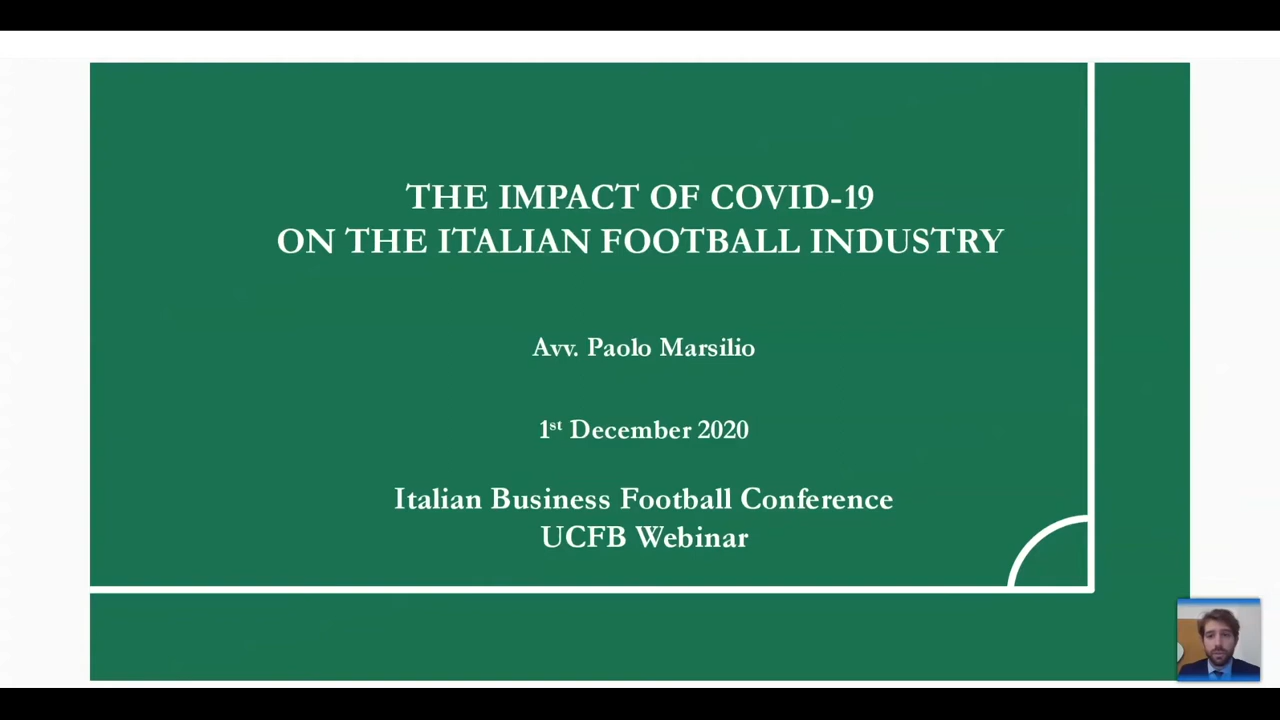 THE IMPACT OF COVID-19
ON THE ITALIAN FOOTBALL INDUSTRY
Avv. Paolo Marsilio
1st December 2020
Italian Business Football Conference
UCFB Webinar